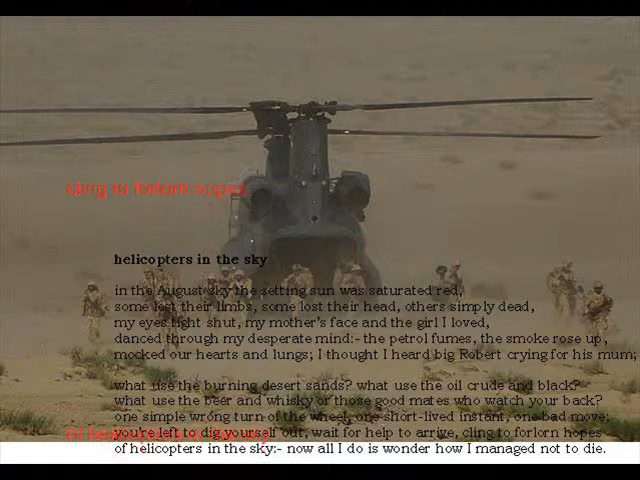 cling to forlorn hopes
helicopters in the sky
in the August sky the setting sun was saturated red,
some lost their limbs, some lost their head, others simply dead,
my eyes tight shut, my mother's face and the girl I loved,
danced through my desperate mind:- the petrol fumes, the smoke rose up,
mocked our hearts and lungs; I thought I heard big Robert crying for his mum;
what use the burning desert sands? what use the oil crude and black?
what use the beer and whisky or those good mates who watch your back?
one simple wrong turn of the wheel, one short-lived instant, one bad move;
you're left to dig yourself out, wait for help to arrive, cling to forlorn hopes
of helicopters in the sky
of helicopters in the sky:- now all I do is wonder how I managed not to die.